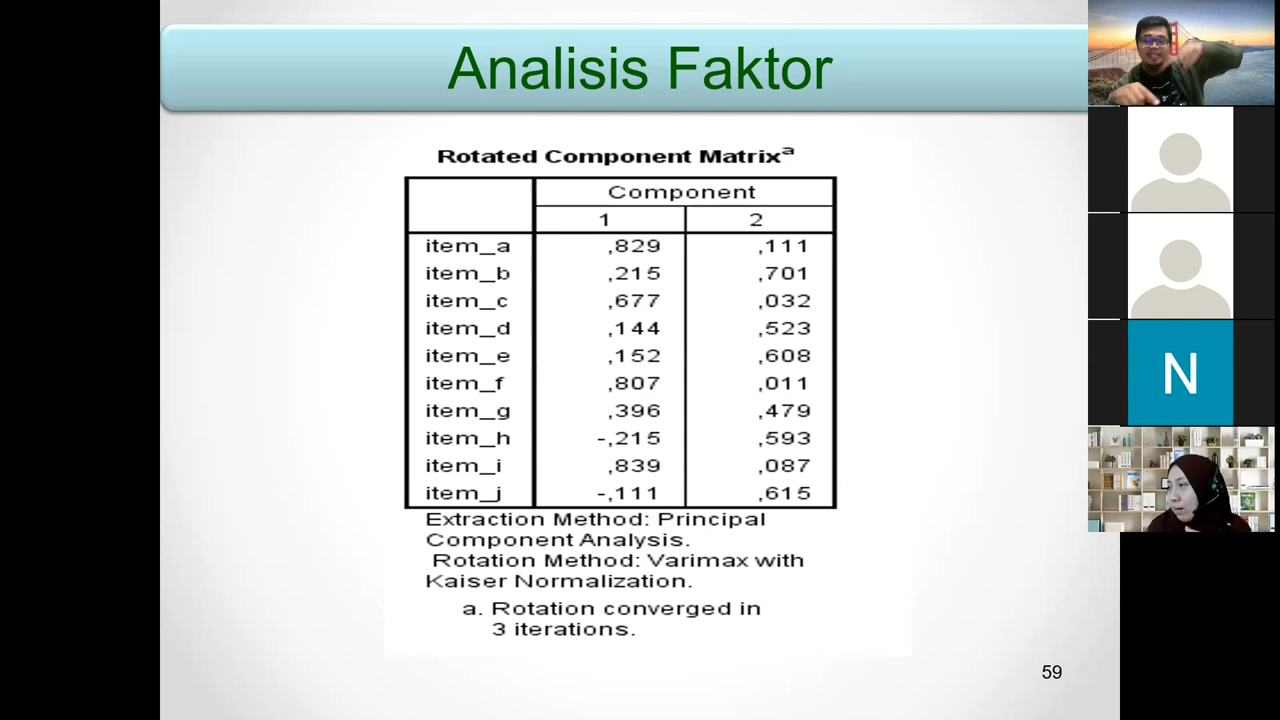 Analisis Faktor
Rotated Component Matrixa
Component
1 2
item_a ,829 ,111
item_b ,215 ,701
item_c ,677 ,032
item_d ,144 ,523
item_e ,152 ,608
item_f ,807 ,011
item_g ,396 ,479
item_h -,215 ,593
item_i ,839 ,087
item_j -,111 ,615
Extraction Method: Principal
Component Analysis.
Rotation Method: Varimax with
Kaiser Normalization.
a. Rotation converged in
3 iterations.
59
N